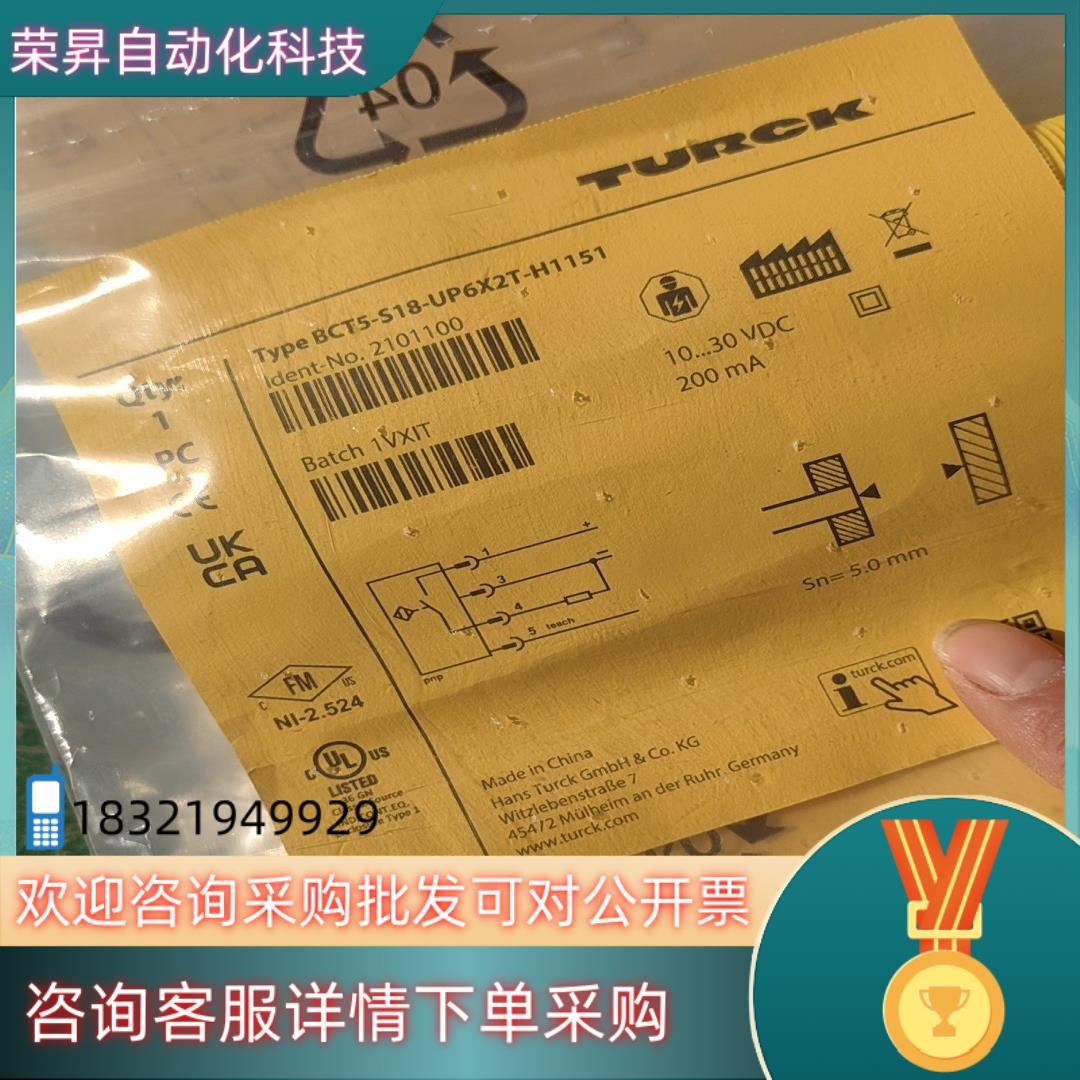 荣昇自动化科技
04
TURCK
Type BCT5-S18-UP6X2T-H1151
Ident-No. 2101100
Batch 1VXIT
Qty:
1
PC
CE
UK
CA
10...30 VDC
200 mA
1
+
3
4
5 teach
pnp
Sn= 5.0 mm
FM
C US
NI-2.524
C UL US
LISTED
turck.com
Made in China
Hans Turck GmbH & Co. KG
Witzlebenstraße 7
45472 Mülheim an der Ruhr Germany
www.turck.com
18321949929
欢迎咨询采购批发可对公开票
咨询客服详情下单采购